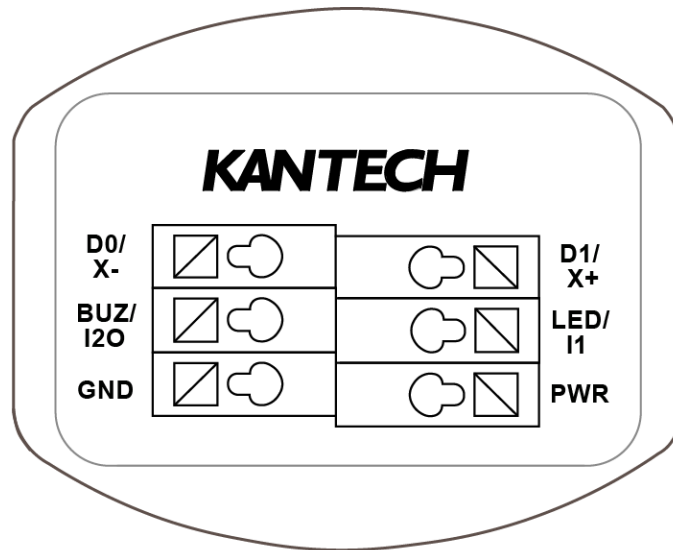 KANTECH
D0/
X-
D1/
X+
BUZ/
I2O
LED/
I1
GND
PWR